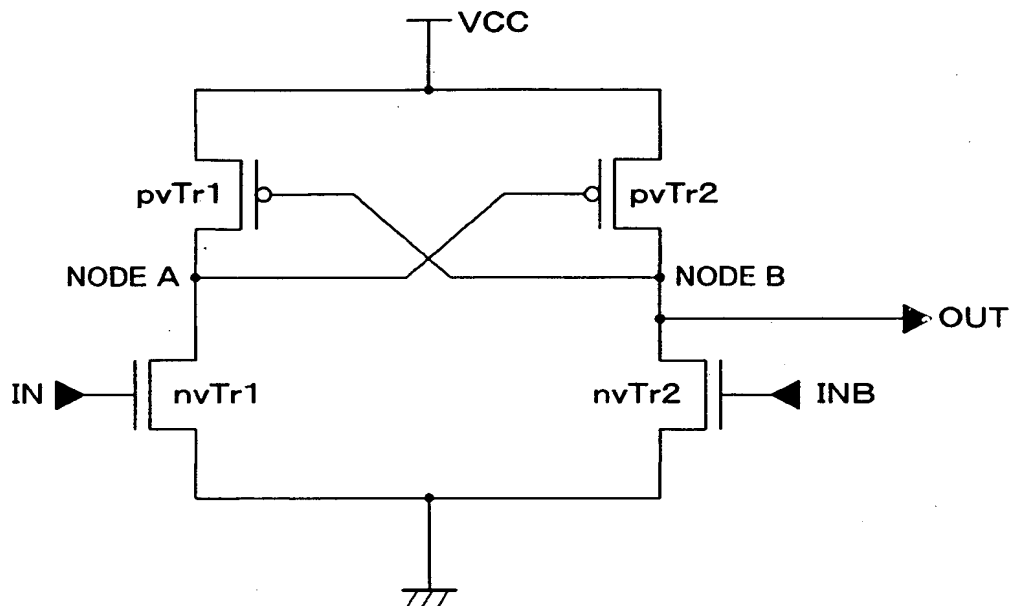 VCC
pvTr1
pvTr2
NODE A
NODE B
OUT
IN
nvTr1
nvTr2
INB